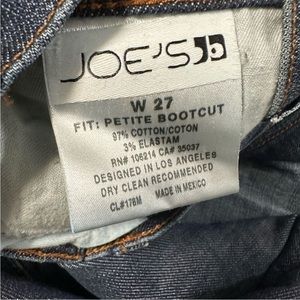 JOE'S
W 27
FIT: PETITE BOOTCUT
97% COTTON/COTON
3% ELASTAM
RN# 106214 CA# 35037
DESIGNED IN LOS ANGELES
DRY CLEAN RECOMMENDED
CL#176M MADE IN MEXICO